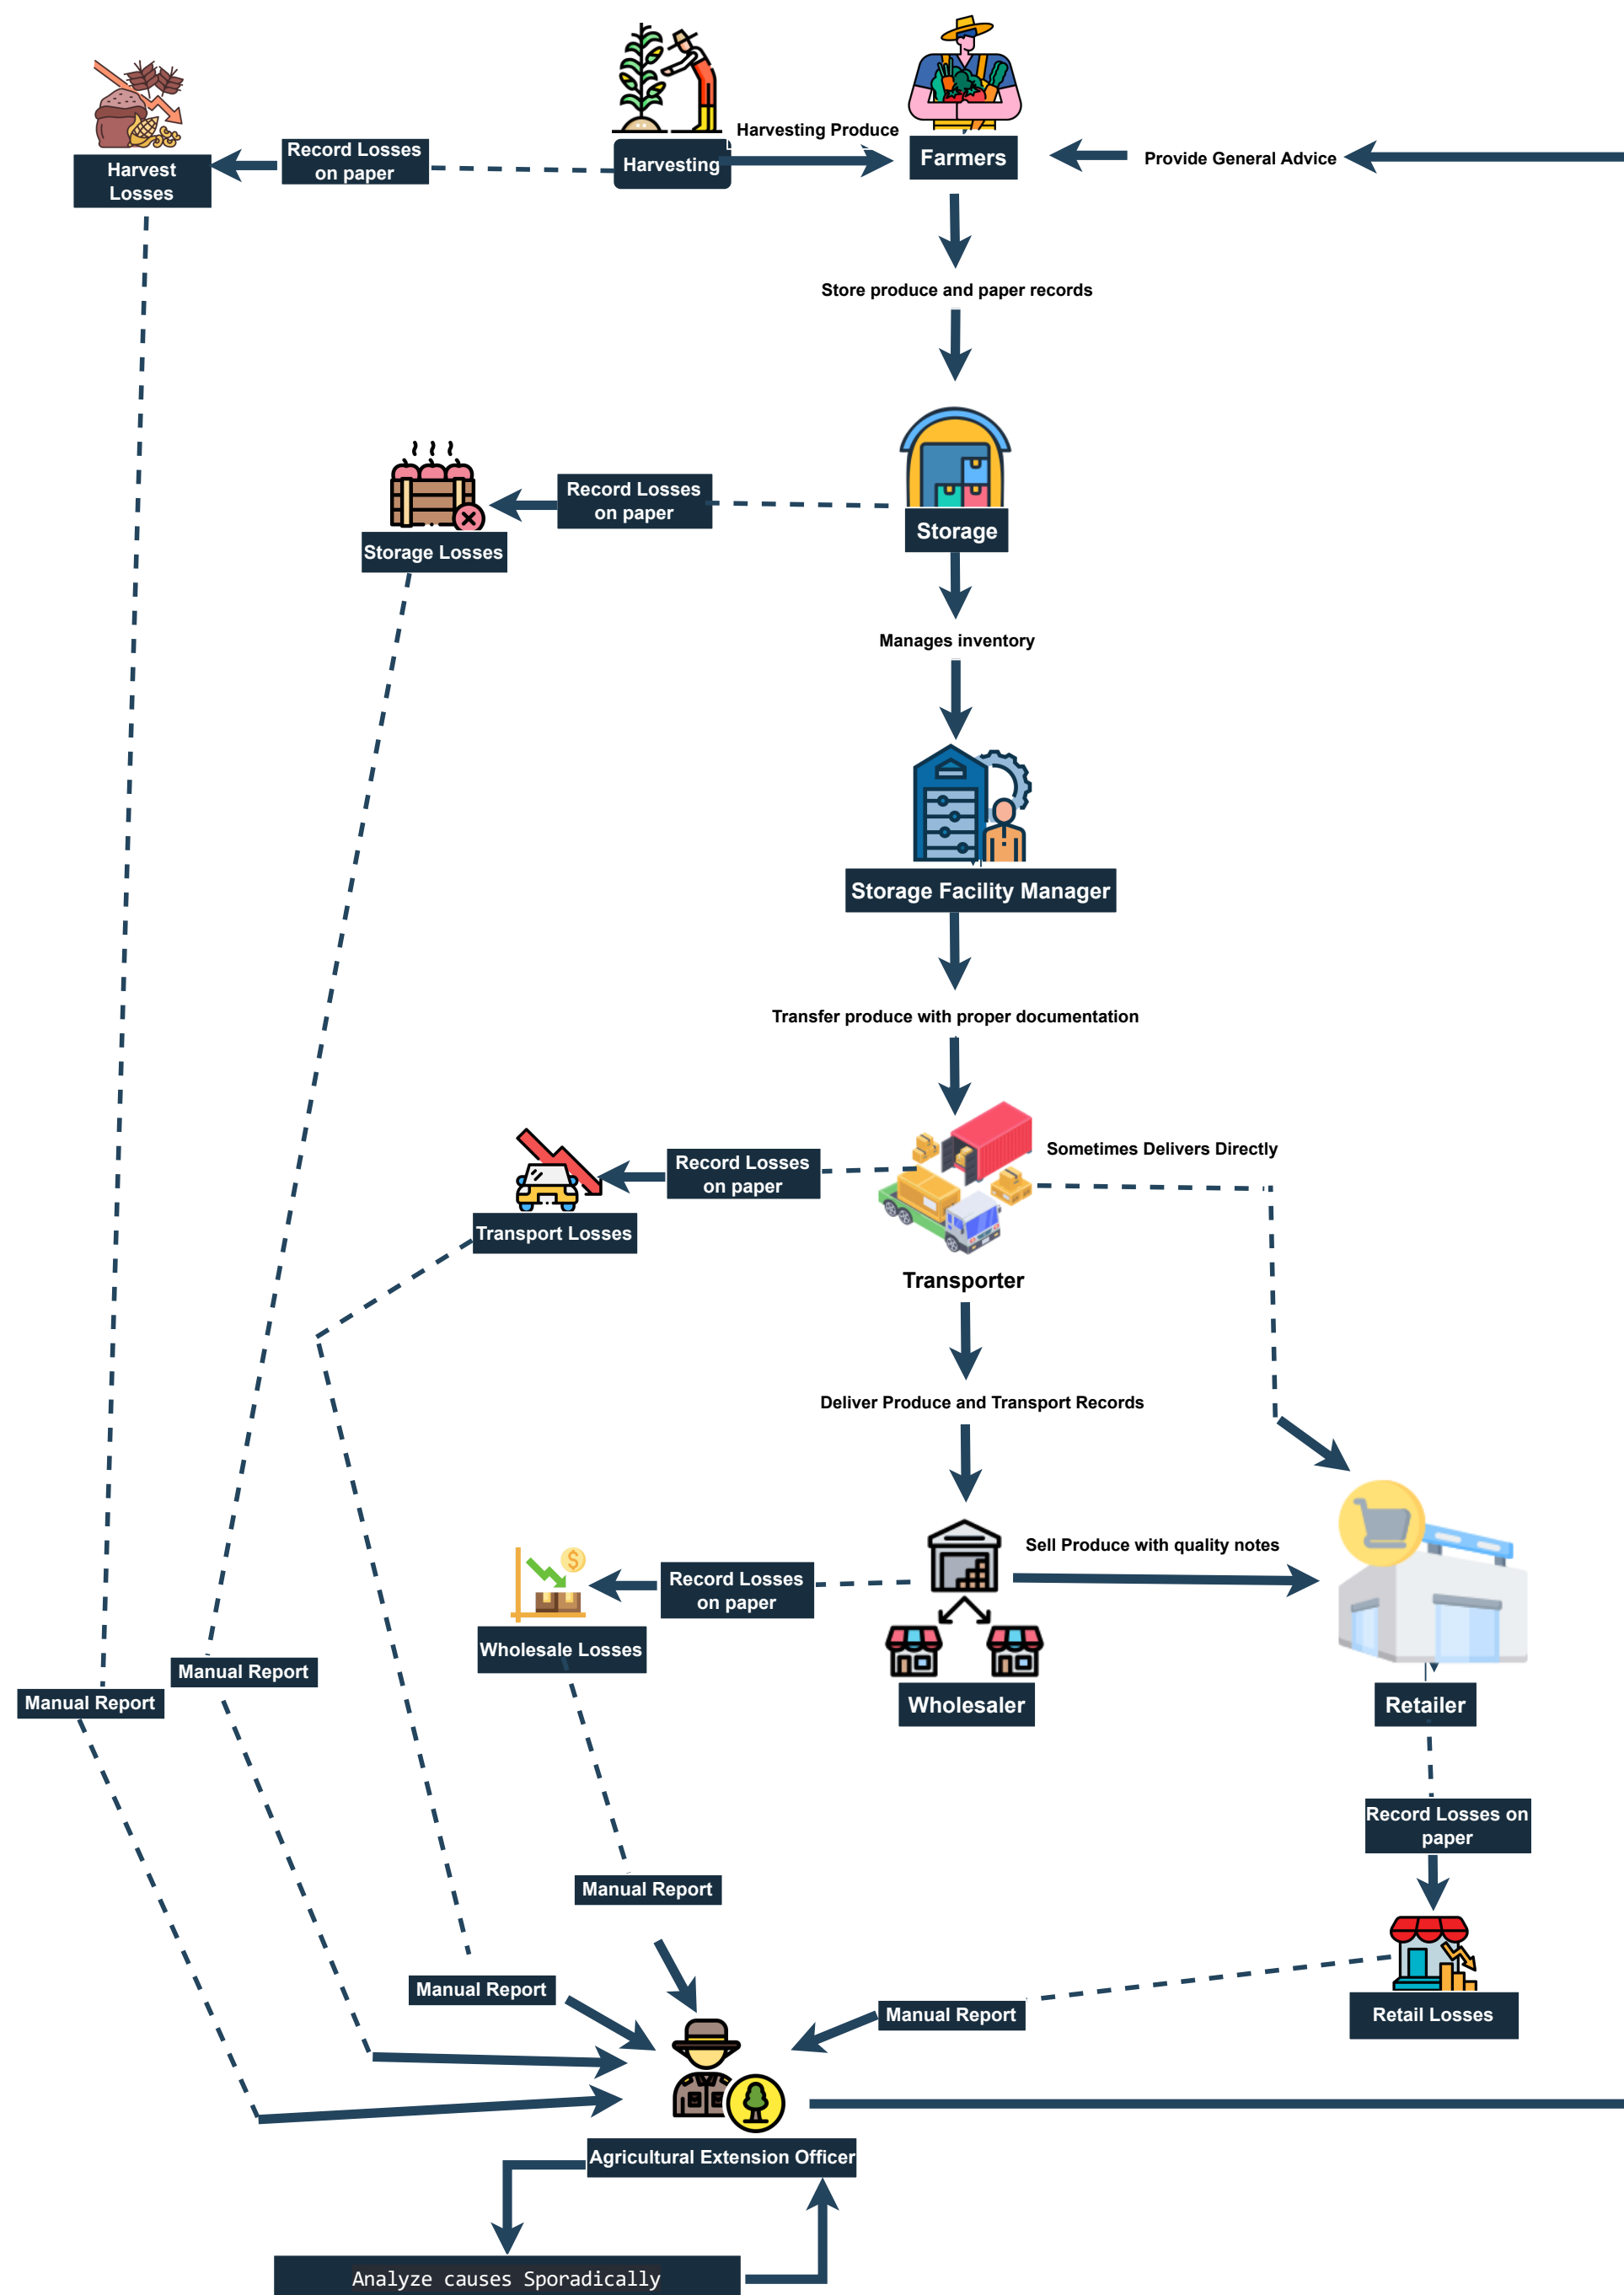 Harvesting Produce
Record Losses
on paper
Harvest
Losses
Harvesting
Farmers
Provide General Advice
Store produce and paper records
Record Losses
on paper
Storage
Storage Losses
Manages inventory
Storage Facility Manager
Transfer produce with proper documentation
Sometimes Delivers Directly
Record Losses
on paper
Transport Losses
Transporter
Deliver Produce and Transport Records
Sell Produce with quality notes
Record Losses
on paper
Wholesale Losses
Manual Report
Manual Report
Wholesaler
Retailer
Record Losses on
paper
Manual Report
Manual Report
Manual Report
Retail Losses
Agricultural Extension Officer
Analyze causes Sporadically